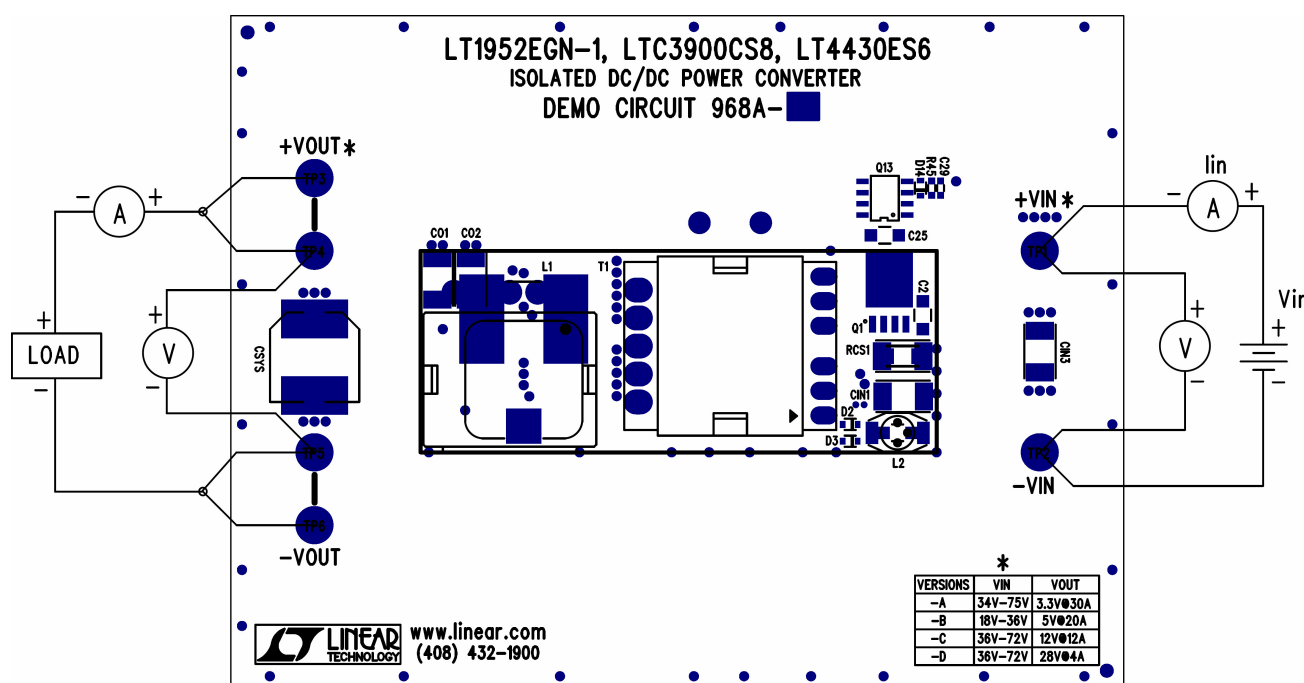 LT1952EGN-1, LTC3900CS8, LT4430ES6
ISOLATED DC/DC POWER CONVERTER
DEMO CIRCUIT 968A-
+VOUT*
TP3
- A +
TP4
+
LOAD
-
+
V
-
CSYS
TP5
TP6
-VOUT
CO1 CO2
L1
T1
Q13
D14
R45
C29
C25
C2
Q1
RCS1
CIN1
D2
D3
L2
+VIN*
TP1
Iin
- A +
CIN3
+
V
-
Vin
+
-
TP2
-VIN
*
VERSIONS VIN VOUT
-A 34V-75V 3.3V@30A
-B 18V-36V 5V@20A
-C 36V-72V 12V@12A
-D 36V-72V 28V@4A
LINEAR
TECHNOLOGY
www.linear.com
(408) 432-1900